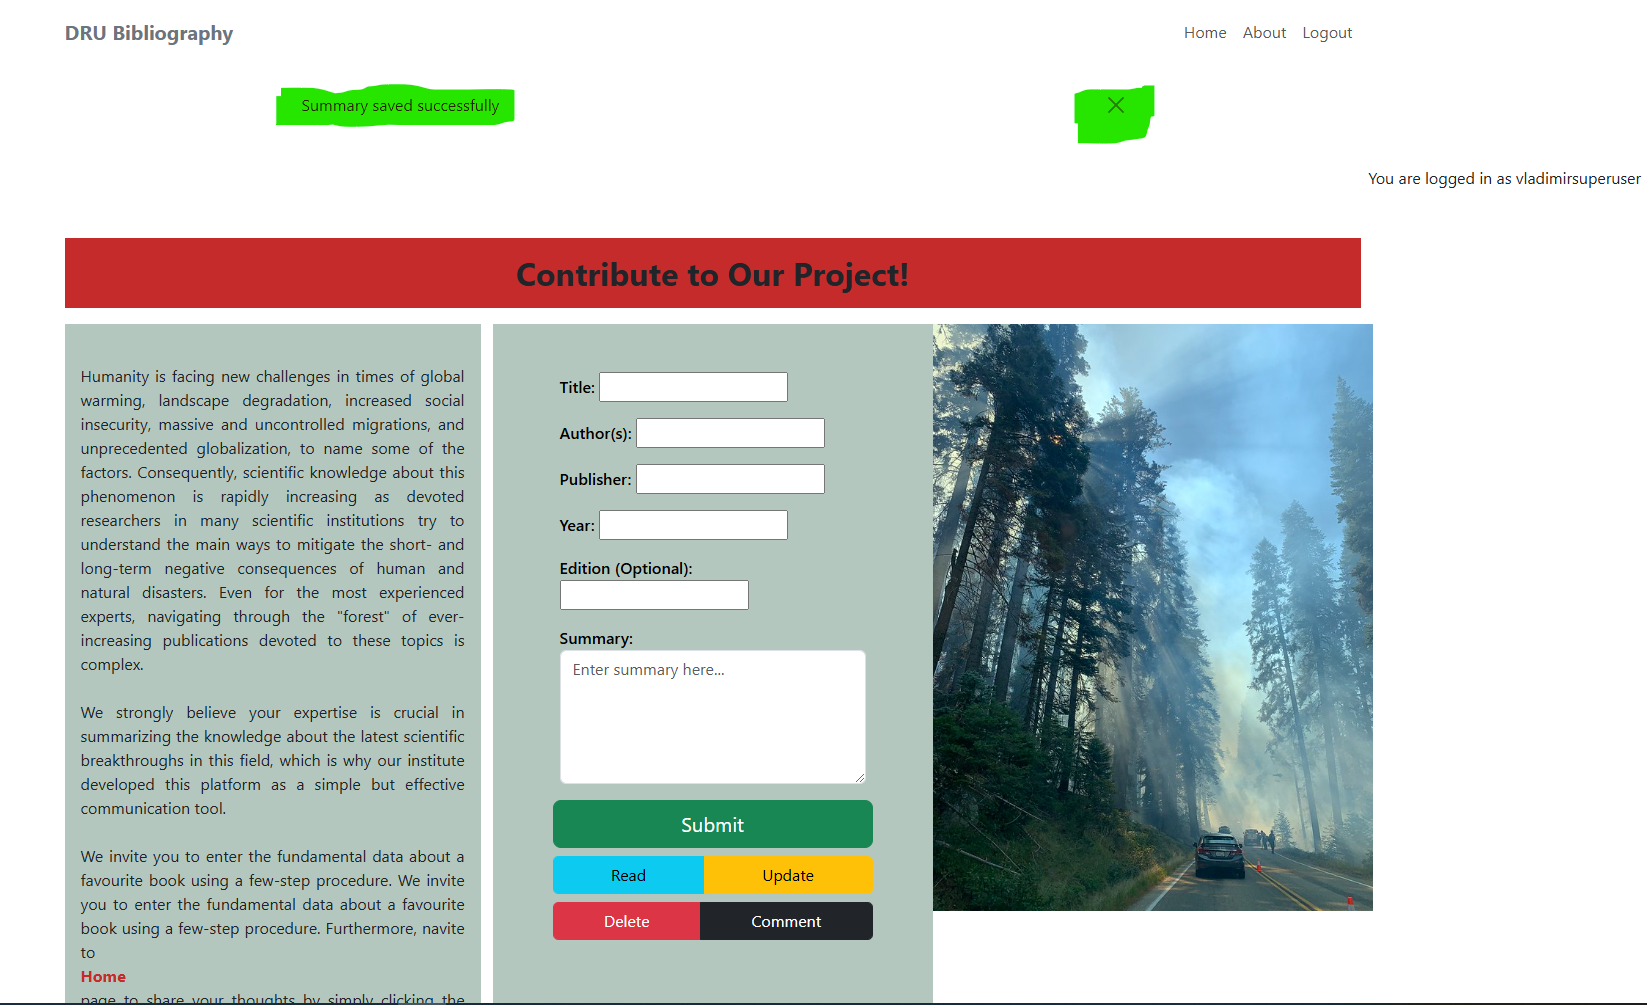 DRU Bibliography
Home About Logout
Summary saved successfully
You are logged in as vladimirsuperuser
Contribute to Our Project!
Humanity is facing new challenges in times of global
warming, landscape degradation, increased social
insecurity, massive and uncontrolled migrations, and
unprecedented globalization, to name some of the
factors. Consequently, scientific knowledge about this
phenomenon is rapidly increasing as devoted
researchers in many scientific institutions try to
understand the main ways to mitigate the short- and
long-term negative consequences of human and
natural disasters. Even for the most experienced
experts, navigating through the "forest" of ever-
increasing publications devoted to these topics is
complex.
We strongly believe your expertise is crucial in
summarizing the knowledge about the latest scientific
breakthroughs in this field, which is why our institute
developed this platform as a simple but effective
communication tool.
We invite you to enter the fundamental data about a
favourite book using a few-step procedure. We invite
you to enter the fundamental data about a favourite
book using a few-step procedure. Furthermore, navite
to
Home
page to share your thoughts by simply clicking the
Title:
Author(s):
Publisher:
Year:
Edition (Optional):
Summary:
Enter summary here...
Submit
Read Update
Delete Comment